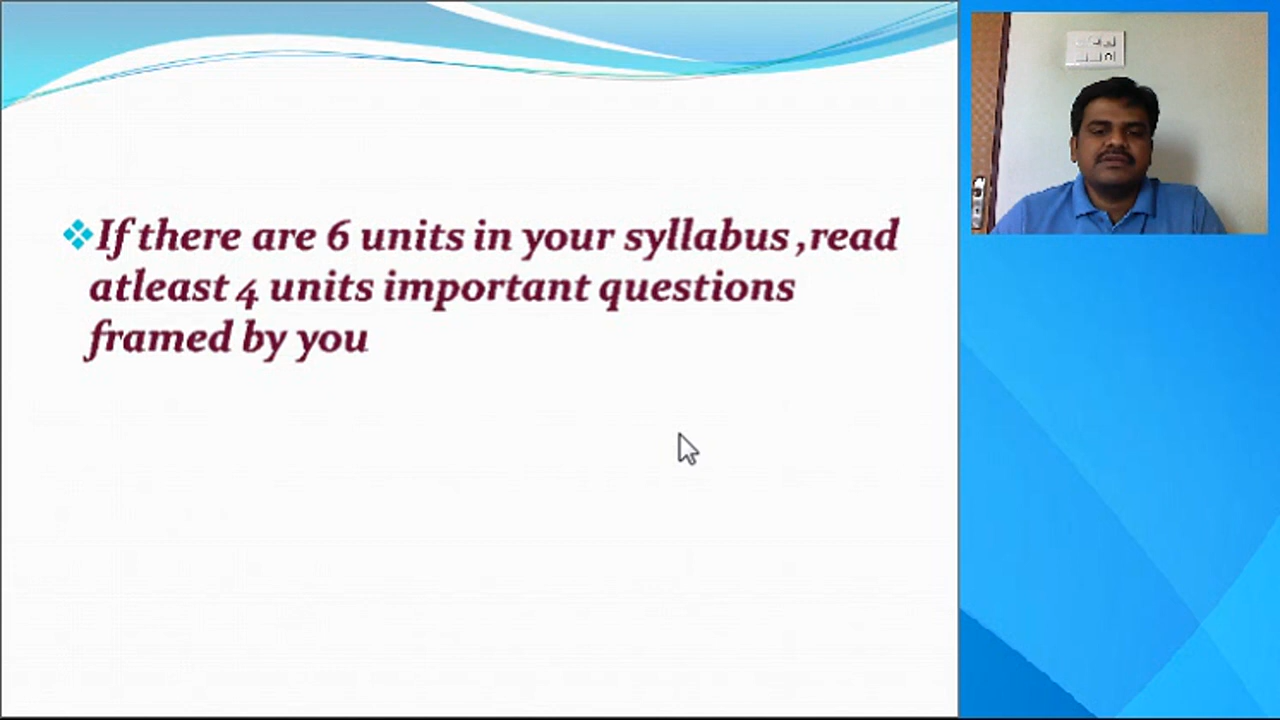 If there are 6 units in your syllabus ,read
atleast 4 units important questions
framed by you